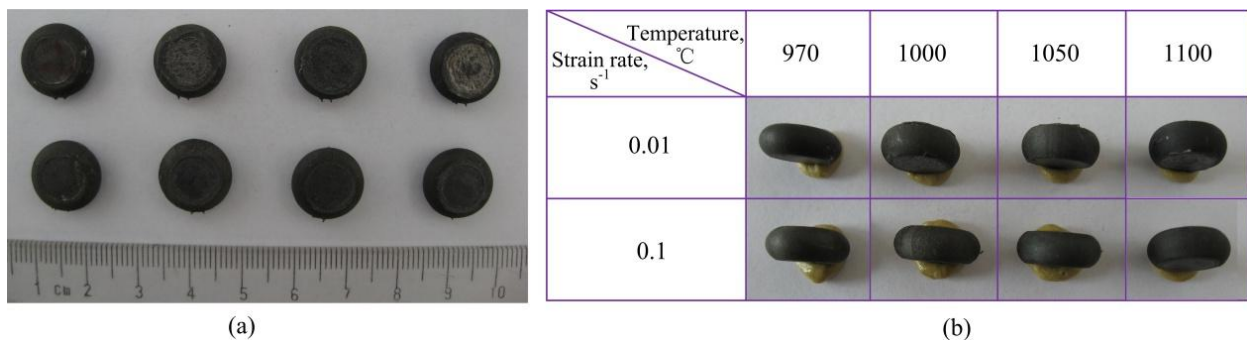 1 cm 2 3 4 5 6 7 8 9 10
(a)
Temperature, 970 1000 1050 1100
℃
Strain rate,
s⁻¹
0.01
0.1
(b)